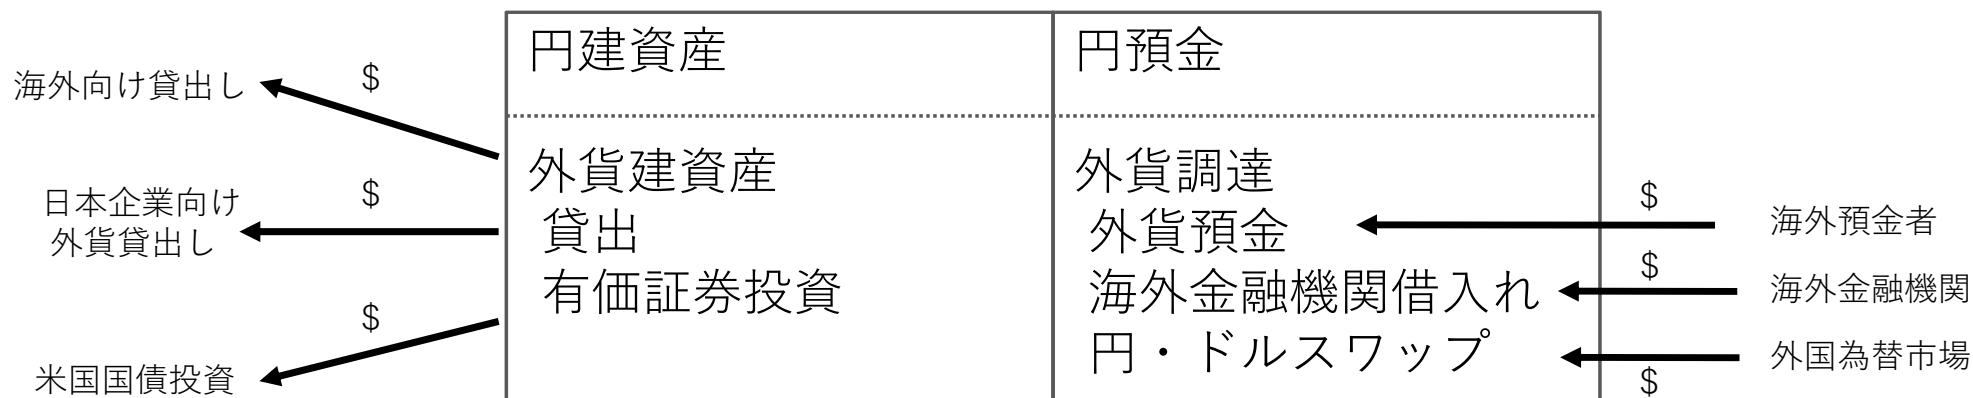 円建資産
円預金
海外向け貸出し
$
外貨建資産
貸出
有価証券投資
外貨調達
外貨預金
海外金融機関借入れ
円・ドルスワップ
日本企業向け
外貨貸出し
$
$
米国国債投資
$
海外預金者
$
海外金融機関
外国為替市場
$